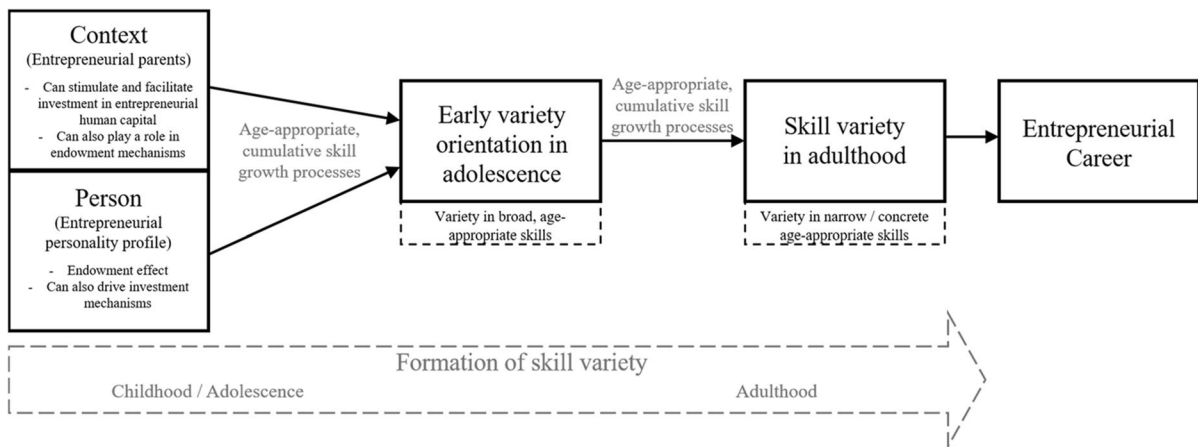 Context
(Entrepreneurial parents)
- Can stimulate and facilitate
investment in entrepreneurial
human capital
- Can also play a role in
endowment mechanisms
Person
(Entrepreneurial
personality profile)
- Endowment effect
- Can also drive investment
mechanisms
Age-appropriate,
cumulative skill
growth processes
Early variety
orientation in
adolescence
Variety in broad, age-
appropriate skills
Age-appropriate,
cumulative skill
growth processes
Skill variety
in adulthood
Variety in narrow / concrete
age-appropriate skills
Entrepreneurial
Career
Formation of skill variety
Childhood / Adolescence
Adulthood